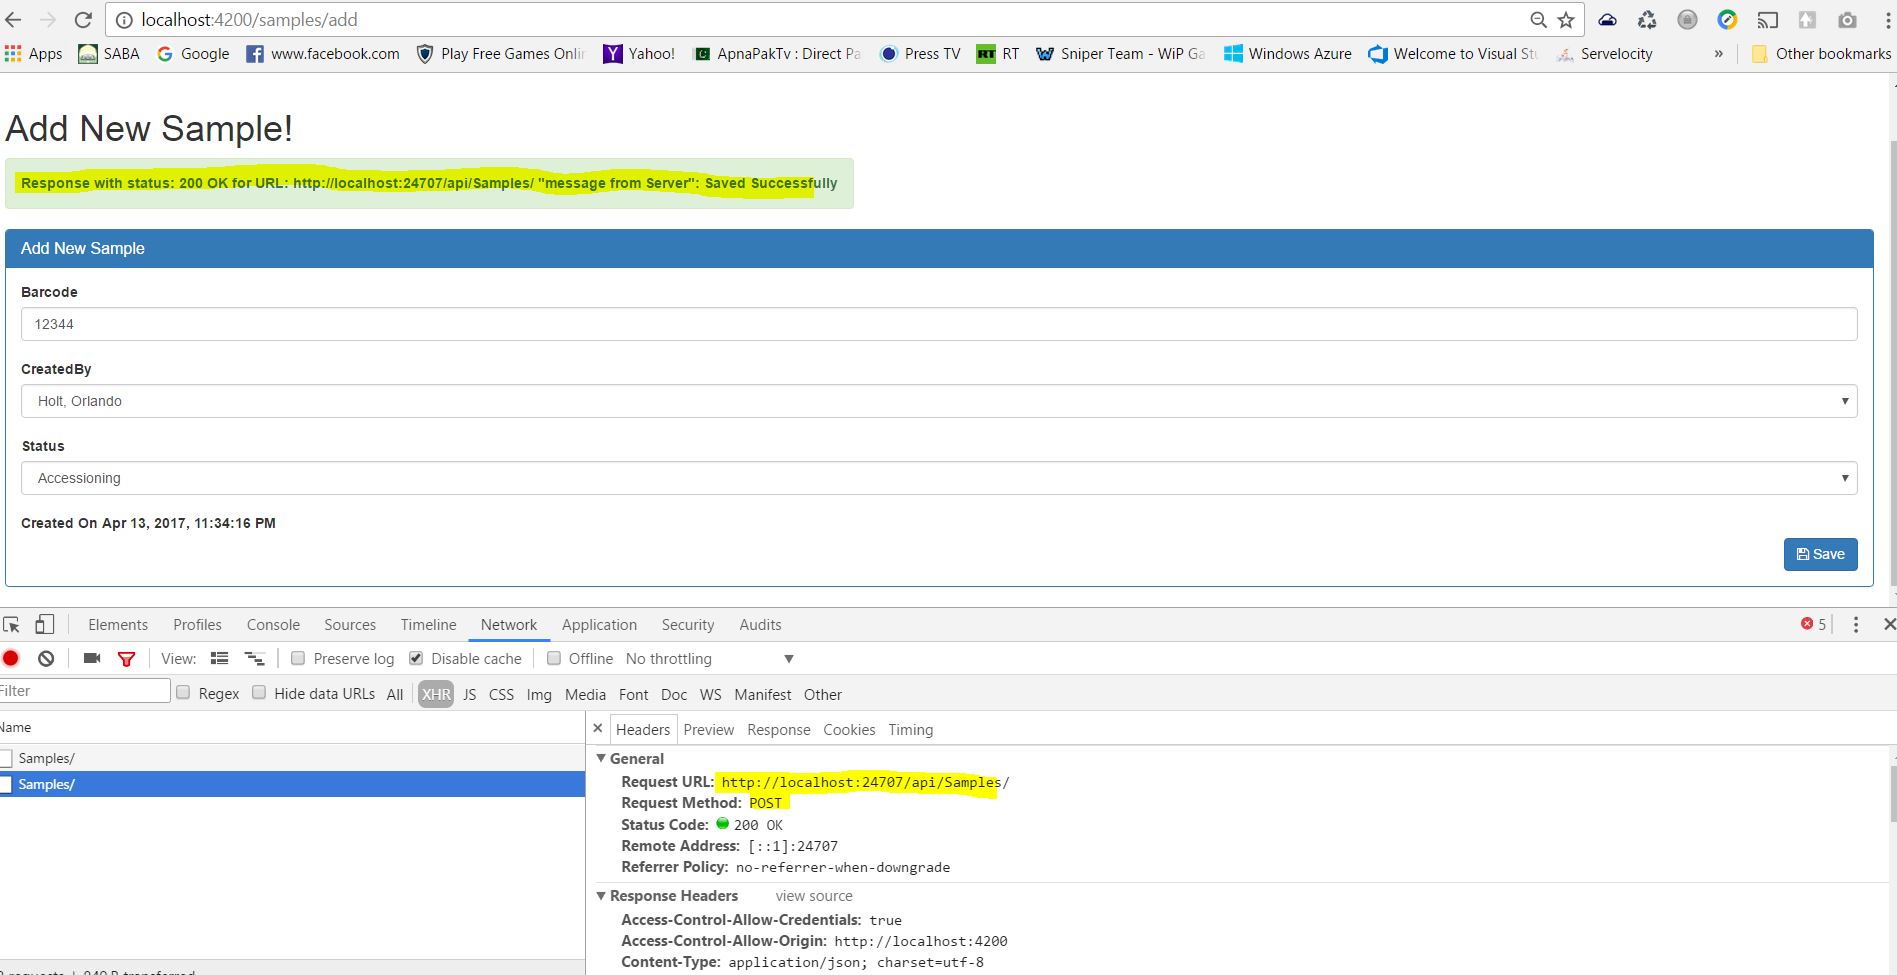 localhost:4200/samples/add
Apps SABA Google www.facebook.com Play Free Games Onlin Yahoo! ApnaPakTv : Direct Pa Press TV RT Sniper Team - WiP Ga Windows Azure Welcome to Visual Stu Servelocity » Other bookmarks
Add New Sample!
Response with status: 200 OK for URL: http://localhost:24707/api/Samples/ "message from Server": Saved Successfully
Add New Sample
Barcode
12344
CreatedBy
Holt, Orlando
Status
Accessioning
Created On Apr 13, 2017, 11:34:16 PM
Save
Elements Profiles Console Sources Timeline Network Application Security Audits 5
View: Preserve log Disable cache Offline No throttling
Filter Regex Hide data URLs All XHR JS CSS Img Media Font Doc WS Manifest Other
Name
Headers Preview Response Cookies Timing
Samples/
Samples/
General
Request URL: http://localhost:24707/api/Samples/
Request Method: POST
Status Code: 200 OK
Remote Address: [::1]:24707
Referrer Policy: no-referrer-when-downgrade
Response Headers view source
Access-Control-Allow-Credentials: true
Access-Control-Allow-Origin: http://localhost:4200
Content-Type: application/json; charset=utf-8